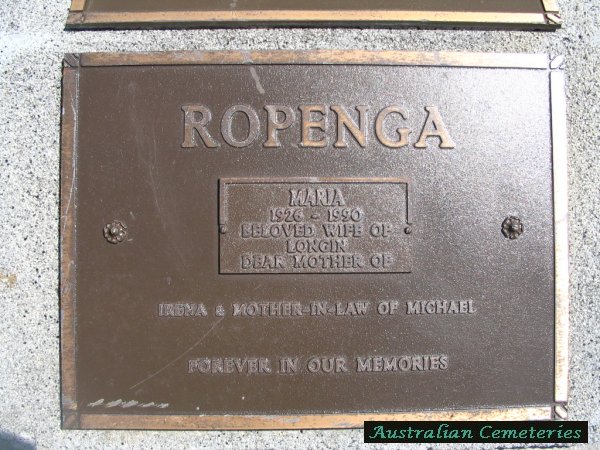 ROPENGA
MARIA
1926 - 1990
BELOVED WIFE OF
LONGIN
DEAR MOTHER OF
IRENA & MOTHER-IN-LAW OF MICHAEL
FOREVER IN OUR MEMORIES
Australian Cemeteries